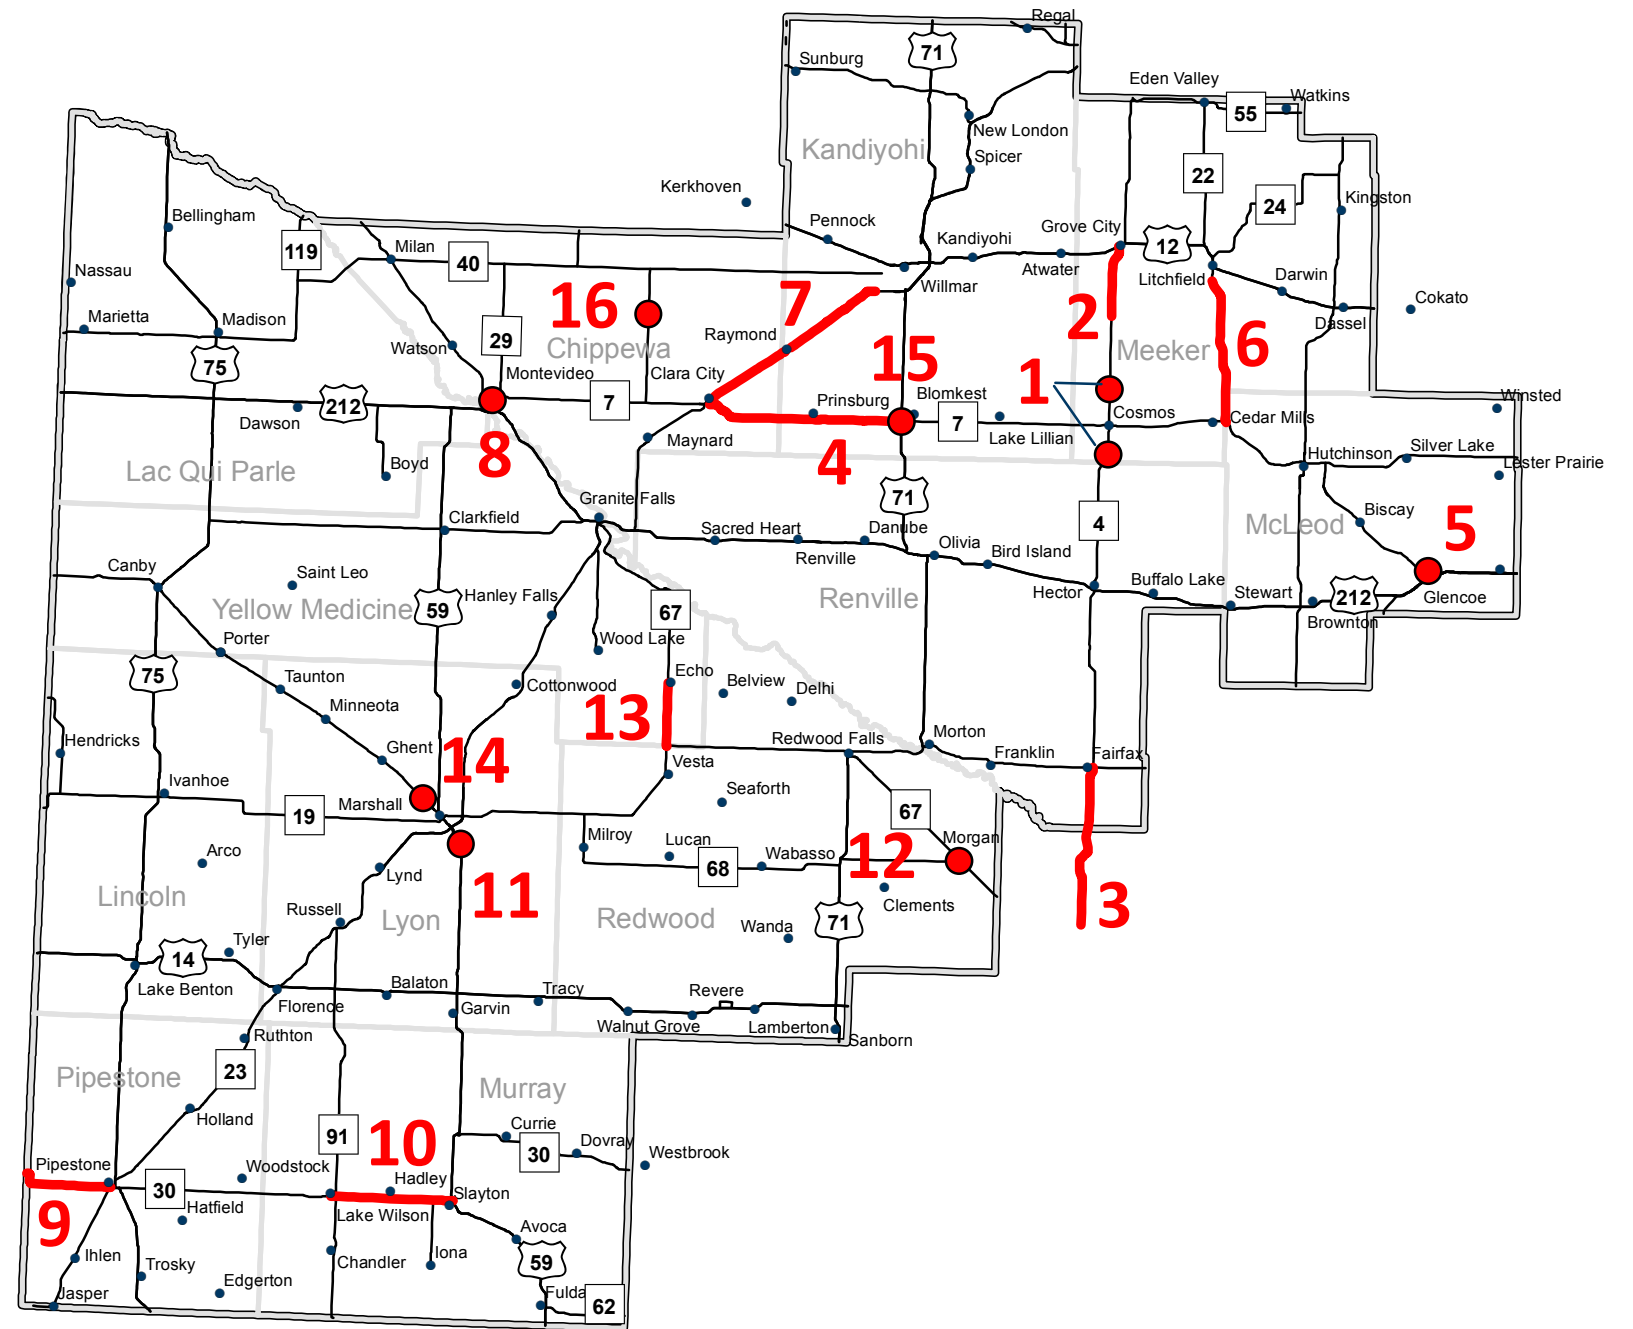 Regal
71
Sunburg
Eden Valley
Watkins
55
New London
Kandiyohi
Spicer
22
Kerkhoven
Kingston
24
Bellingham
Pennock
Grove City
Kandiyohi
119
Milan
12
40
Atwater
Nassau
Litchfield
Darwin
Willmar
7
Cokato
16
2
Marietta
Madison
Dassel
Raymond
29
6
Watson
Chippewa
15
Meeker
75
Montevideo
Clara City
1
Winsted
212
7
Prinsburg
Blomkest
Cosmos
Dawson
7
Cedar Mills
Lake Lillian
Maynard
8
Hutchinson
Silver Lake
Boyd
4
Lester Prairie
Lac Qui Parle
71
Granite Falls
Biscay
Clarkfield
Sacred Heart
Danube
4
McLeod
5
Olivia
Bird Island
Renville
Canby
Saint Leo
Buffalo Lake
Hector
Stewart
212
Glencoe
Hanley Falls
Renville
Yellow Medicine
59
67
Brownton
Porter
Wood Lake
75
Taunton
Echo
Cottonwood
Belview
Delhi
Minneota
13
Hendricks
Redwood Falls
Morton
Ghent
Franklin
Fairfax
14
Vesta
Ivanhoe
Seaforth
Marshall
19
67
Milroy
Lucan
Morgan
Arco
68
Wabasso
12
Lynd
Lincoln
11
Clements
3
Russell
Lyon
Redwood
71
Wanda
Tyler
14
Balaton
Tracy
Revere
Lake Benton
Florence
Garvin
Walnut Grove
Lamberton
Ruthton
Sanborn
23
Pipestone
Murray
Holland
Currie
91
10
30
Dovray
Westbrook
Pipestone
Woodstock
30
Hadley
Slayton
Hatfield
Lake Wilson
9
Avoca
Ihlen
Iona
Trosky
Chandler
59
Edgerton
Jasper
Fulda
62